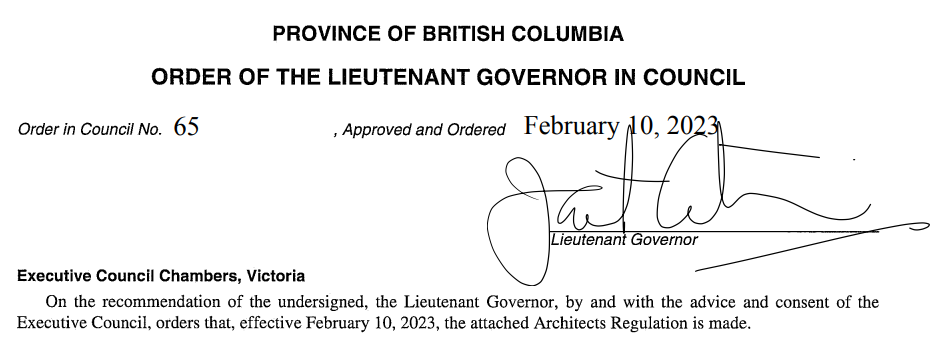 PROVINCE OF BRITISH COLUMBIA
ORDER OF THE LIEUTENANT GOVERNOR IN COUNCIL
Order in Council No. 65 , Approved and Ordered February 10, 2023
Lieutenant Governor
Executive Council Chambers, Victoria
On the recommendation of the undersigned, the Lieutenant Governor, by and with the advice and consent of the
Executive Council, orders that, effective February 10, 2023, the attached Architects Regulation is made.